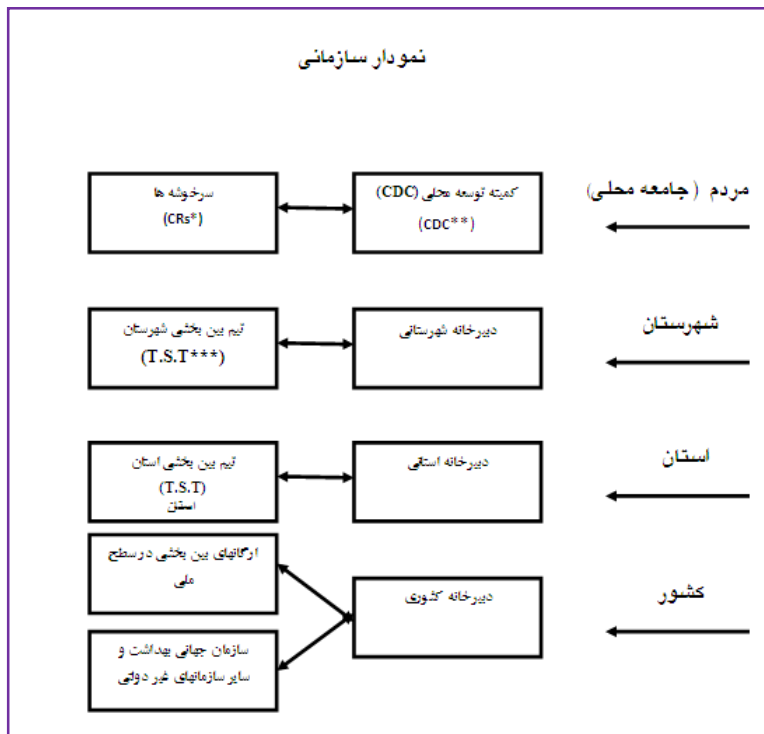 نمودار سازمانی
مردم (جامعه محلی)
کمیته توسعه محلی (CDC)
(CDC**)
سرخوشه ها
(CRs*)
شهرستان
دبیرخانه شهرستانی
تیم بین بخشی شهرستان
(T.S.T***)
استان
دبیرخانه استانی
تیم بین بخشی استان
(T.S.T)
استان
کشور
دبیرخانه کشوری
ارگانهای بین بخشی در سطح
ملی
سازمان جهانی بهداشت و
سایر سازمانهای غیر دولتی